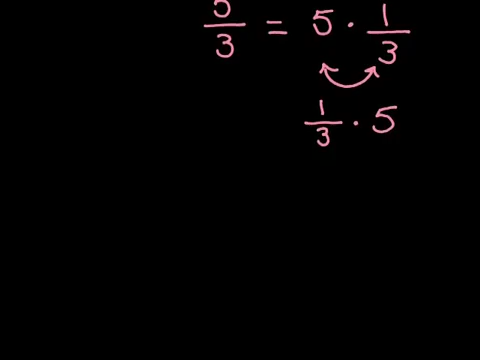 5/3 = 5 · 1/3
1/3 · 5